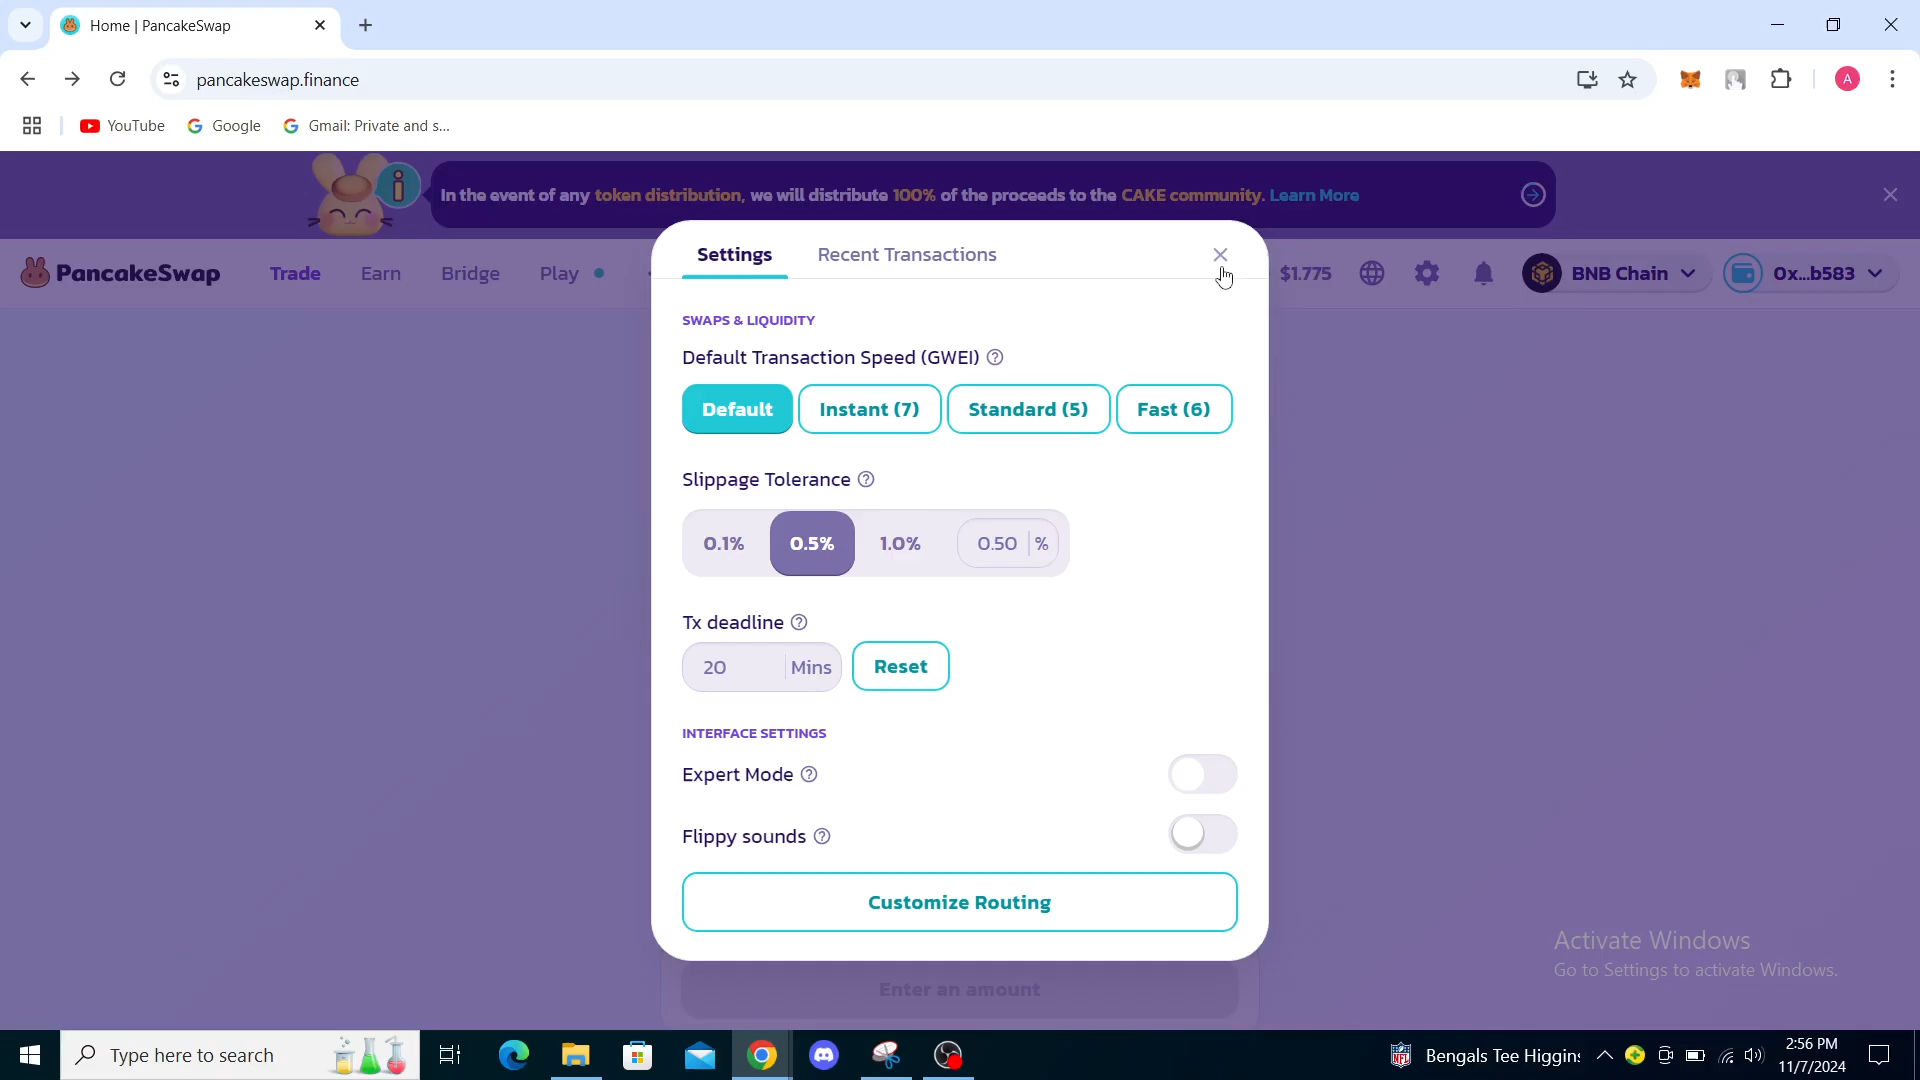 Home | PancakeSwap
pancakeswap.finance
A
YouTube
Google
Gmail: Private and s...
In the event of any token distribution, we will distribute 100% of the proceeds to the CAKE community. Learn More
PancakeSwap
Trade
Earn
Bridge
Play
$1.775
BNB Chain
0x...b583
Settings
Recent Transactions
SWAPS & LIQUIDITY
Default Transaction Speed (GWEI)
Default
Instant (7)
Standard (5)
Fast (6)
Slippage Tolerance
0.1%
0.5%
1.0%
0.50 %
Tx deadline
20 Mins
Reset
INTERFACE SETTINGS
Expert Mode
Flippy sounds
Customize Routing
Enter an amount
Activate Windows
Go to Settings to activate Windows.
Type here to search
Bengals Tee Higgins
2:56 PM
11/7/2024